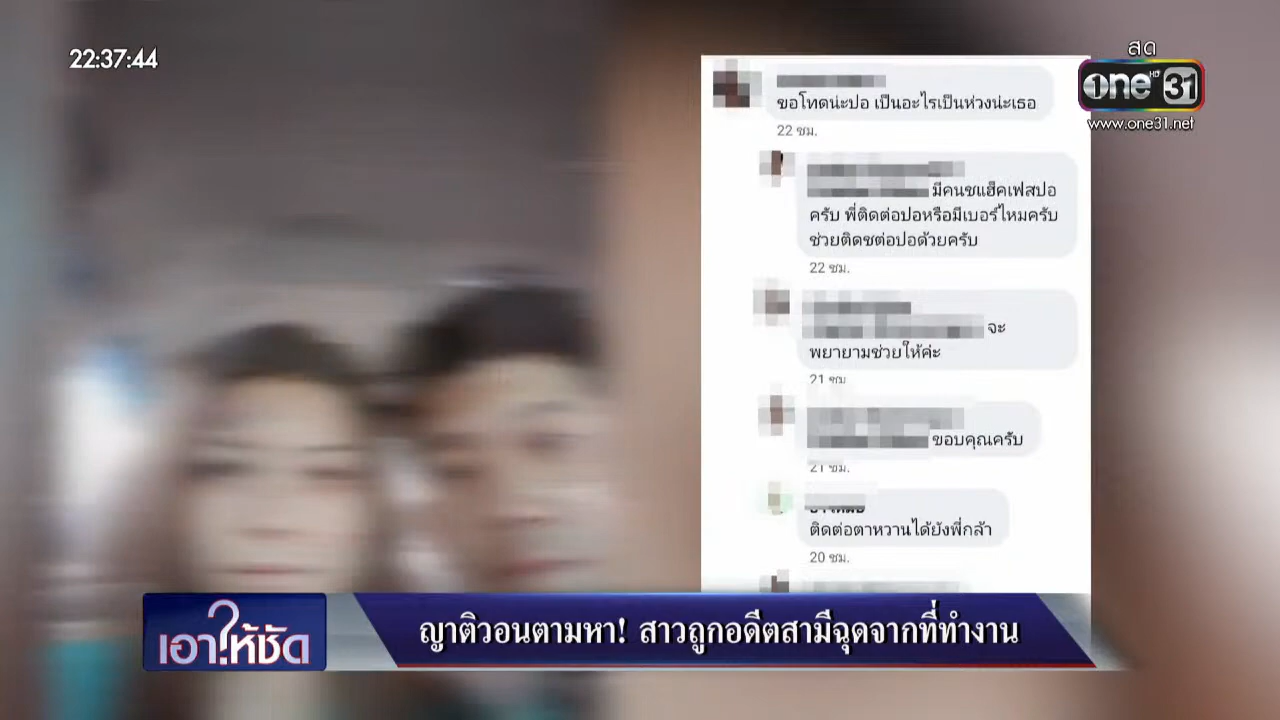 22:37:44
สด
one HD 31
www.one31.net
ขอโทดน่ะปอ เป็นอะไรเป็นห่วงน่ะเธอ
22 ชม.
มีคนชแฮ็คเฟสปอ
ครับ พี่ติดต่อปอหรือมีเบอร์ไหมครับ
ช่วยติดชต่อปอด้วยครับ
22 ชม.
จะ
พยายามช่วยให้ค่ะ
21 ชม
ขอบคุณครับ
21 ชม.
ติดต่อตาหวานได้ยังพี่กล้า
20 ชม.
เอาให้ชัด
ญาติวอนตามหา! สาวถูกอดีตสามีฉุดจากที่ทำงาน